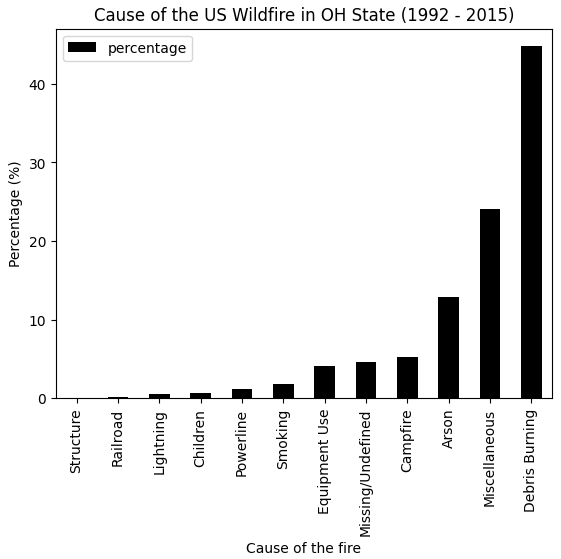 Cause of the US Wildfire in OH State (1992 - 2015)
percentage
Percentage (%)
40
30
20
10
0
Structure
Railroad
Lightning
Children
Powerline
Smoking
Equipment Use
Missing/Undefined
Campfire
Arson
Miscellaneous
Debris Burning
Cause of the fire